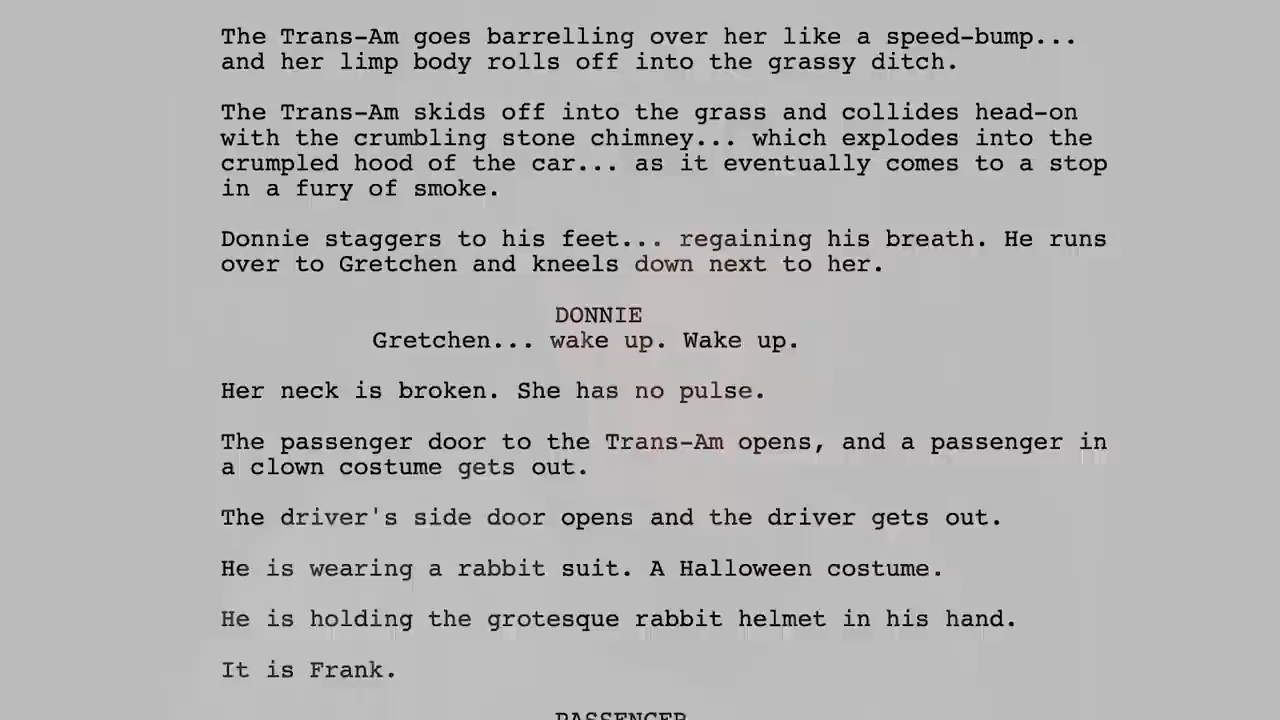 The Trans-Am goes barrelling over her like a speed-bump...
and her limp body rolls off into the grassy ditch.
The Trans-Am skids off into the grass and collides head-on
with the crumbling stone chimney... which explodes into the
crumpled hood of the car... as it eventually comes to a stop
in a fury of smoke.
Donnie staggers to his feet... regaining his breath. He runs
over to Gretchen and kneels down next to her.
DONNIE
Gretchen... wake up. Wake up.
Her neck is broken. She has no pulse.
The passenger door to the Trans-Am opens, and a passenger in
a clown costume gets out.
The driver's side door opens and the driver gets out.
He is wearing a rabbit suit. A Halloween costume.
He is holding the grotesque rabbit helmet in his hand.
It is Frank.
PASSENGER